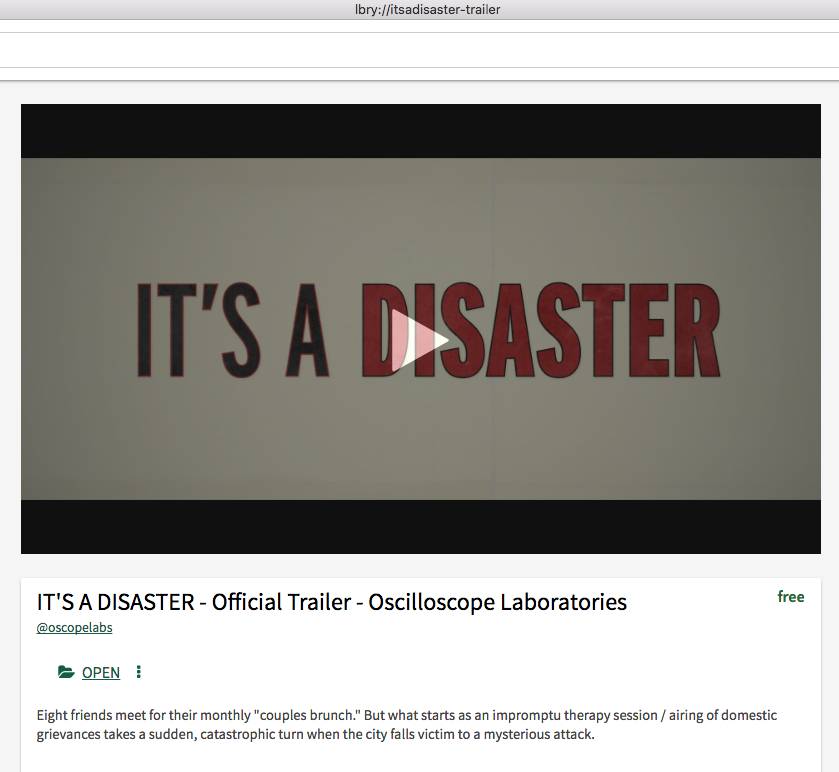 lbry://itsadisaster-trailer
IT'S A DISASTER
IT'S A DISASTER - Official Trailer - Oscilloscope Laboratories
free
@oscopelabs
OPEN
Eight friends meet for their monthly "couples brunch." But what starts as an impromptu therapy session / airing of domestic
grievances takes a sudden, catastrophic turn when the city falls victim to a mysterious attack.